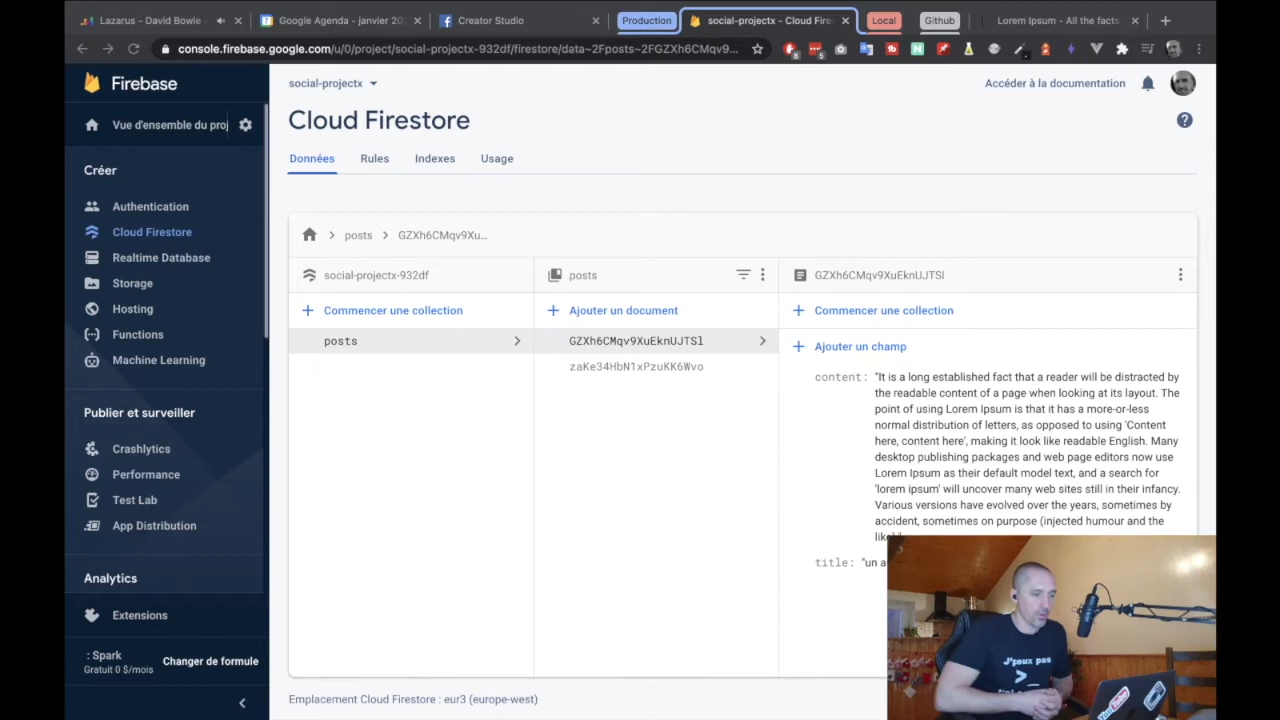 Lazarus - David Bowie -
Google Agenda - janvier 20
Creator Studio
Production
social-projectx - Cloud Fires
Local
Github
Lorem Ipsum - All the facts
console.firebase.google.com/u/0/project/social-projectx-932df/firestore/data~2Fposts~2FGZXh6CMqv9...
Firebase
Vue d'ensemble du proj
Créer
Authentication
Cloud Firestore
Realtime Database
Storage
Hosting
Functions
Machine Learning
Publier et surveiller
Crashlytics
Performance
Test Lab
App Distribution
Analytics
Extensions
: Spark
Gratuit 0 $/mois
Changer de formule
social-projectx
Accéder à la documentation
Cloud Firestore
Données
Rules
Indexes
Usage
posts
GZXh6CMqv9Xu...
social-projectx-932df
Commencer une collection
posts
posts
Ajouter un document
GZXh6CMqv9XuEknUJTSl
zaKe34HbN1xPzuKK6Wvo
GZXh6CMqv9XuEknUJTSl
Commencer une collection
Ajouter un champ
content: "It is a long established fact that a reader will be distracted by
the readable content of a page when looking at its layout. The
point of using Lorem Ipsum is that it has a more-or-less
normal distribution of letters, as opposed to using 'Content
here, content here', making it look like readable English. Many
desktop publishing packages and web page editors now use
Lorem Ipsum as their default model text, and a search for
'lorem ipsum' will uncover many web sites still in their infancy.
Various versions have evolved over the years, sometimes by
accident, sometimes on purpose (injected humour and the
title: "un a
Emplacement Cloud Firestore : eur3 (europe-west)
J'peux pas
>_
YouTube